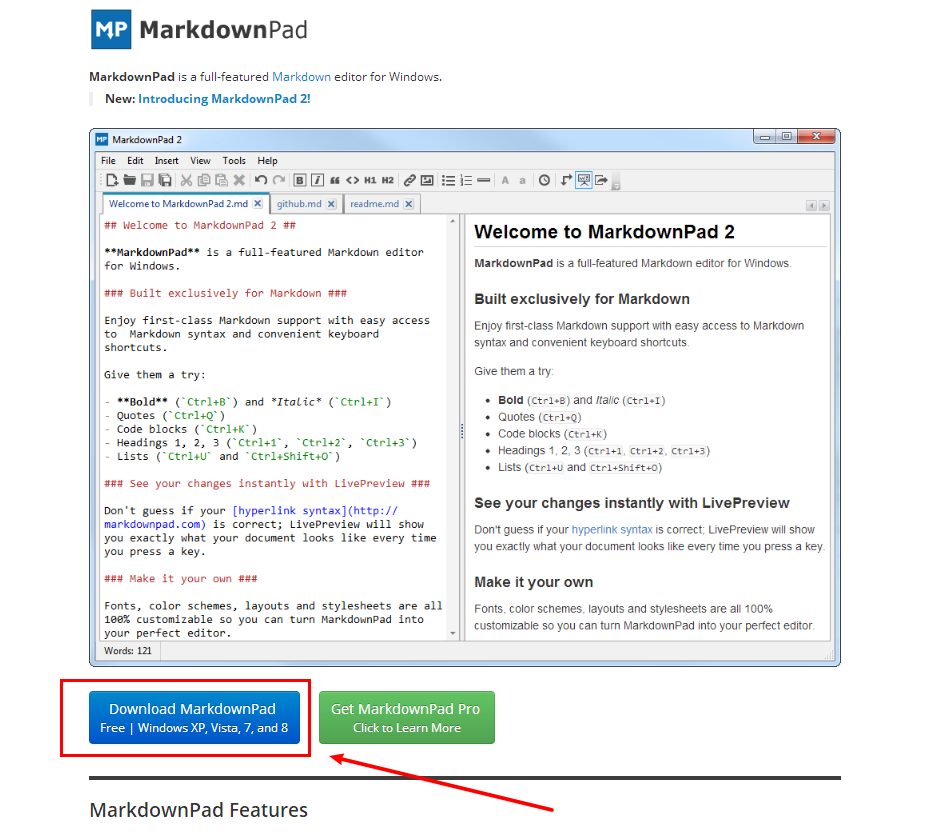 MP MarkdownPad
MarkdownPad is a full-featured Markdown editor for Windows.
New: Introducing MarkdownPad 2!
MP MarkdownPad 2
File Edit Insert View Tools Help
B I “ <> H1 H2 A a
Welcome to MarkdownPad 2.md github.md readme.md
## Welcome to MarkdownPad 2 ##
**MarkdownPad** is a full-featured Markdown editor
for Windows.
### Built exclusively for Markdown ###
Enjoy first-class Markdown support with easy access
to  Markdown syntax and convenient keyboard
shortcuts.
Give them a try:
- **Bold** (`Ctrl+B`) and *Italic* (`Ctrl+I`)
- Quotes (`Ctrl+Q`)
- Code blocks (`Ctrl+K`)
- Headings 1, 2, 3 (`Ctrl+1`, `Ctrl+2`, `Ctrl+3`)
- Lists (`Ctrl+U` and `Ctrl+Shift+O`)
### See your changes instantly with LivePreview ###
Don't guess if your [hyperlink syntax](http://
markdownpad.com) is correct; LivePreview will show
you exactly what your document looks like every time
you press a key.
### Make it your own ###
Fonts, color schemes, layouts and stylesheets are all
100% customizable so you can turn MarkdownPad into
your perfect editor.
Welcome to MarkdownPad 2
MarkdownPad is a full-featured Markdown editor for Windows.
Built exclusively for Markdown
Enjoy first-class Markdown support with easy access to Markdown
syntax and convenient keyboard shortcuts.
Give them a try:
• Bold (Ctrl+B) and Italic (Ctrl+I)
• Quotes (Ctrl+Q)
• Code blocks (Ctrl+K)
• Headings 1, 2, 3 (Ctrl+1, Ctrl+2, Ctrl+3)
• Lists (Ctrl+U and Ctrl+Shift+O)
See your changes instantly with LivePreview
Don't guess if your hyperlink syntax is correct; LivePreview will show
you exactly what your document looks like every time you press a key.
Make it your own
Fonts, color schemes, layouts and stylesheets are all 100%
customizable so you can turn MarkdownPad into your perfect editor.
Words: 121
Download MarkdownPad
Free | Windows XP, Vista, 7, and 8
Get MarkdownPad Pro
Click to Learn More
MarkdownPad Features